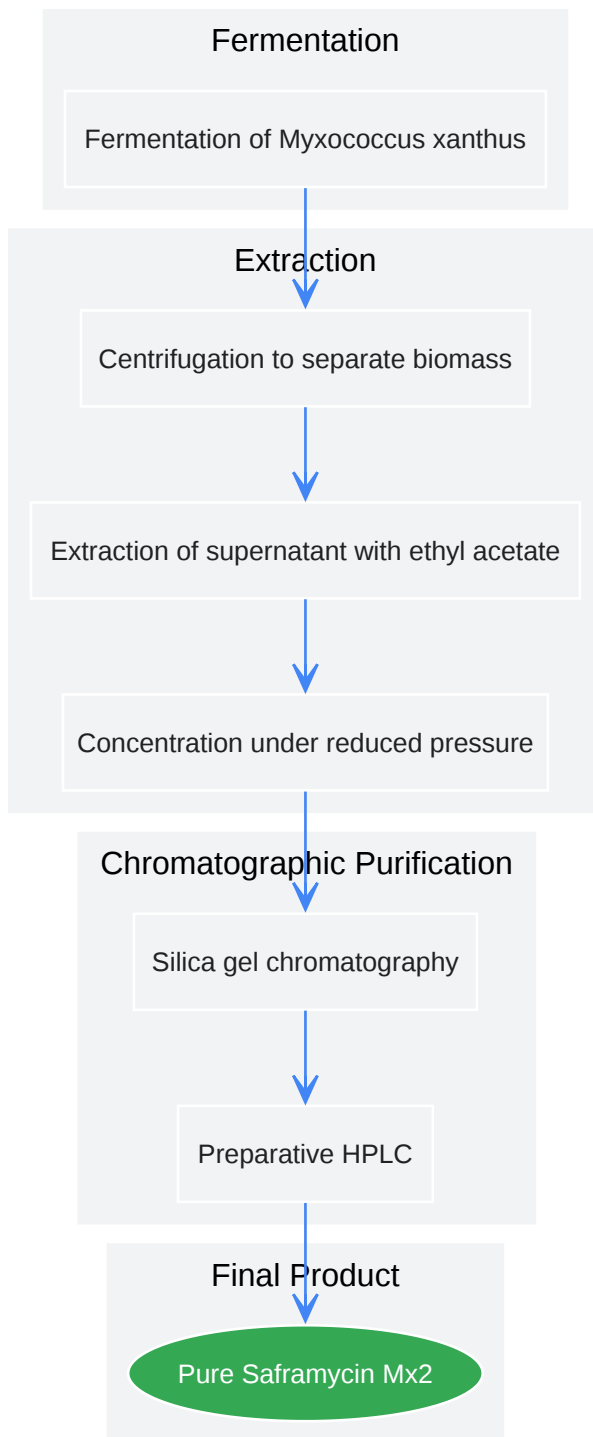 Fermentation
Fermentation of Myxococcus xanthus
Extraction
Centrifugation to separate biomass
Extraction of supernatant with ethyl acetate
Concentration under reduced pressure
Chromatographic Purification
Silica gel chromatography
Preparative HPLC
Final Product
Pure Saframycin Mx2